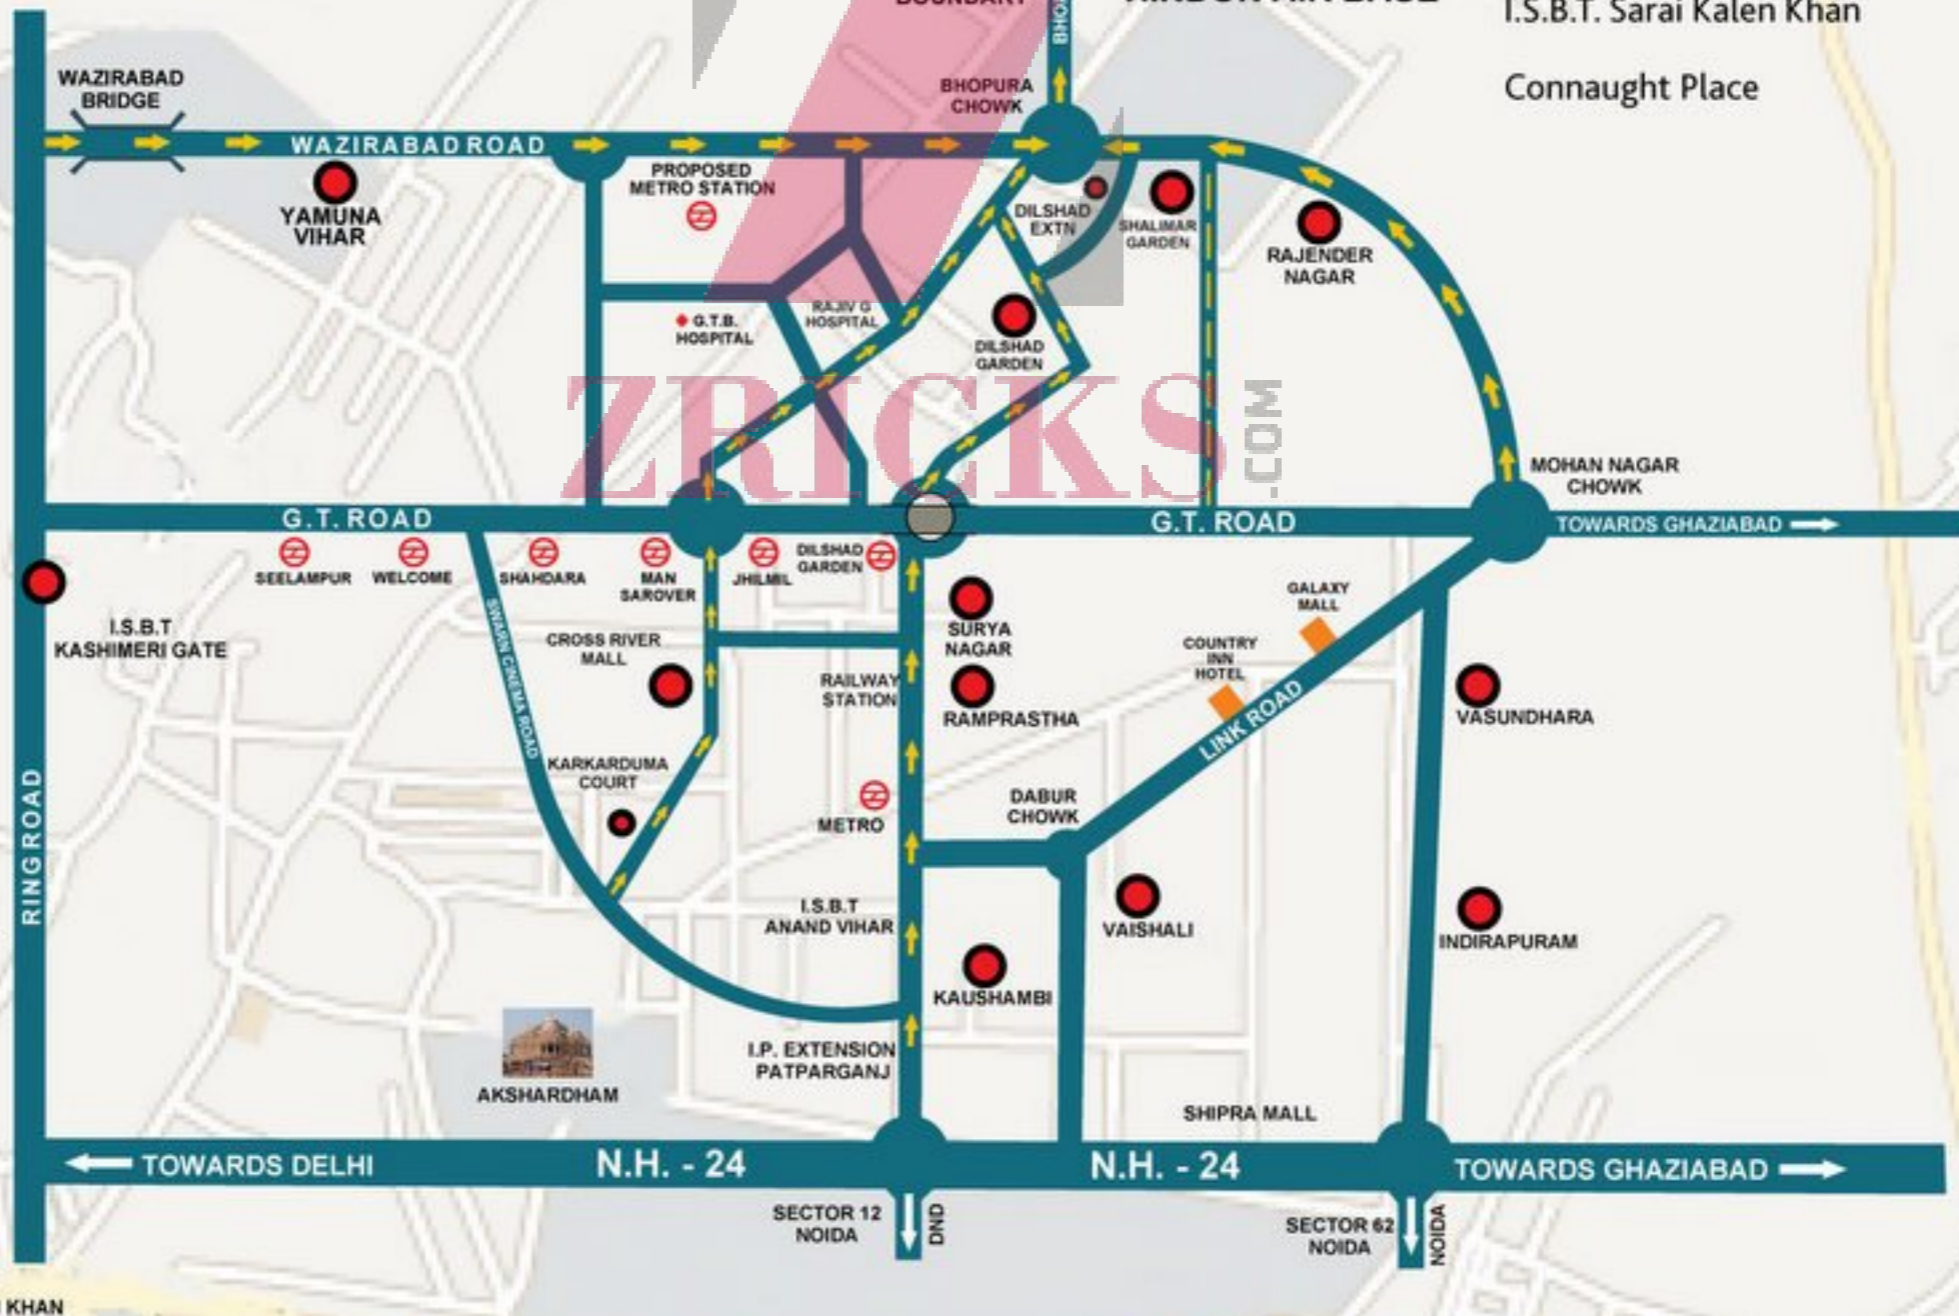 I.S.B.T. Sarai Kalen Khan
Connaught Place
WAZIRABAD
BRIDGE
BHOPURA
CHOWK
WAZIRABAD ROAD
YAMUNA
VIHAR
PROPOSED
METRO STATION
DILSHAD
EXTN
SHALIMAR
GARDEN
RAJENDER
NAGAR
G.T.B.
HOSPITAL
RAJIV G
HOSPITAL
DILSHAD
GARDEN
ZRICKS
.COM
MOHAN NAGAR
CHOWK
G.T. ROAD
G.T. ROAD
TOWARDS GHAZIABAD
SEELAMPUR
WELCOME
SHAHDARA
MAN
SAROVER
JHILMIL
DILSHAD
GARDEN
I.S.B.T
KASHIMERI GATE
SWARN CINEMA ROAD
CROSS RIVER
MALL
SURYA
NAGAR
GALAXY
MALL
COUNTRY
INN
HOTEL
RAILWAY
STATION
RAMPRASTHA
VASUNDHARA
LINK ROAD
KARKARDUMA
COURT
METRO
DABUR
CHOWK
RING ROAD
I.S.B.T
ANAND VIHAR
VAISHALI
INDIRAPURAM
KAUSHAMBI
I.P. EXTENSION
PATPARGANJ
AKSHARDHAM
SHIPRA MALL
TOWARDS DELHI
N.H. - 24
N.H. - 24
TOWARDS GHAZIABAD
SECTOR 12
NOIDA
DND
SECTOR 62
NOIDA
NOIDA
KHAN